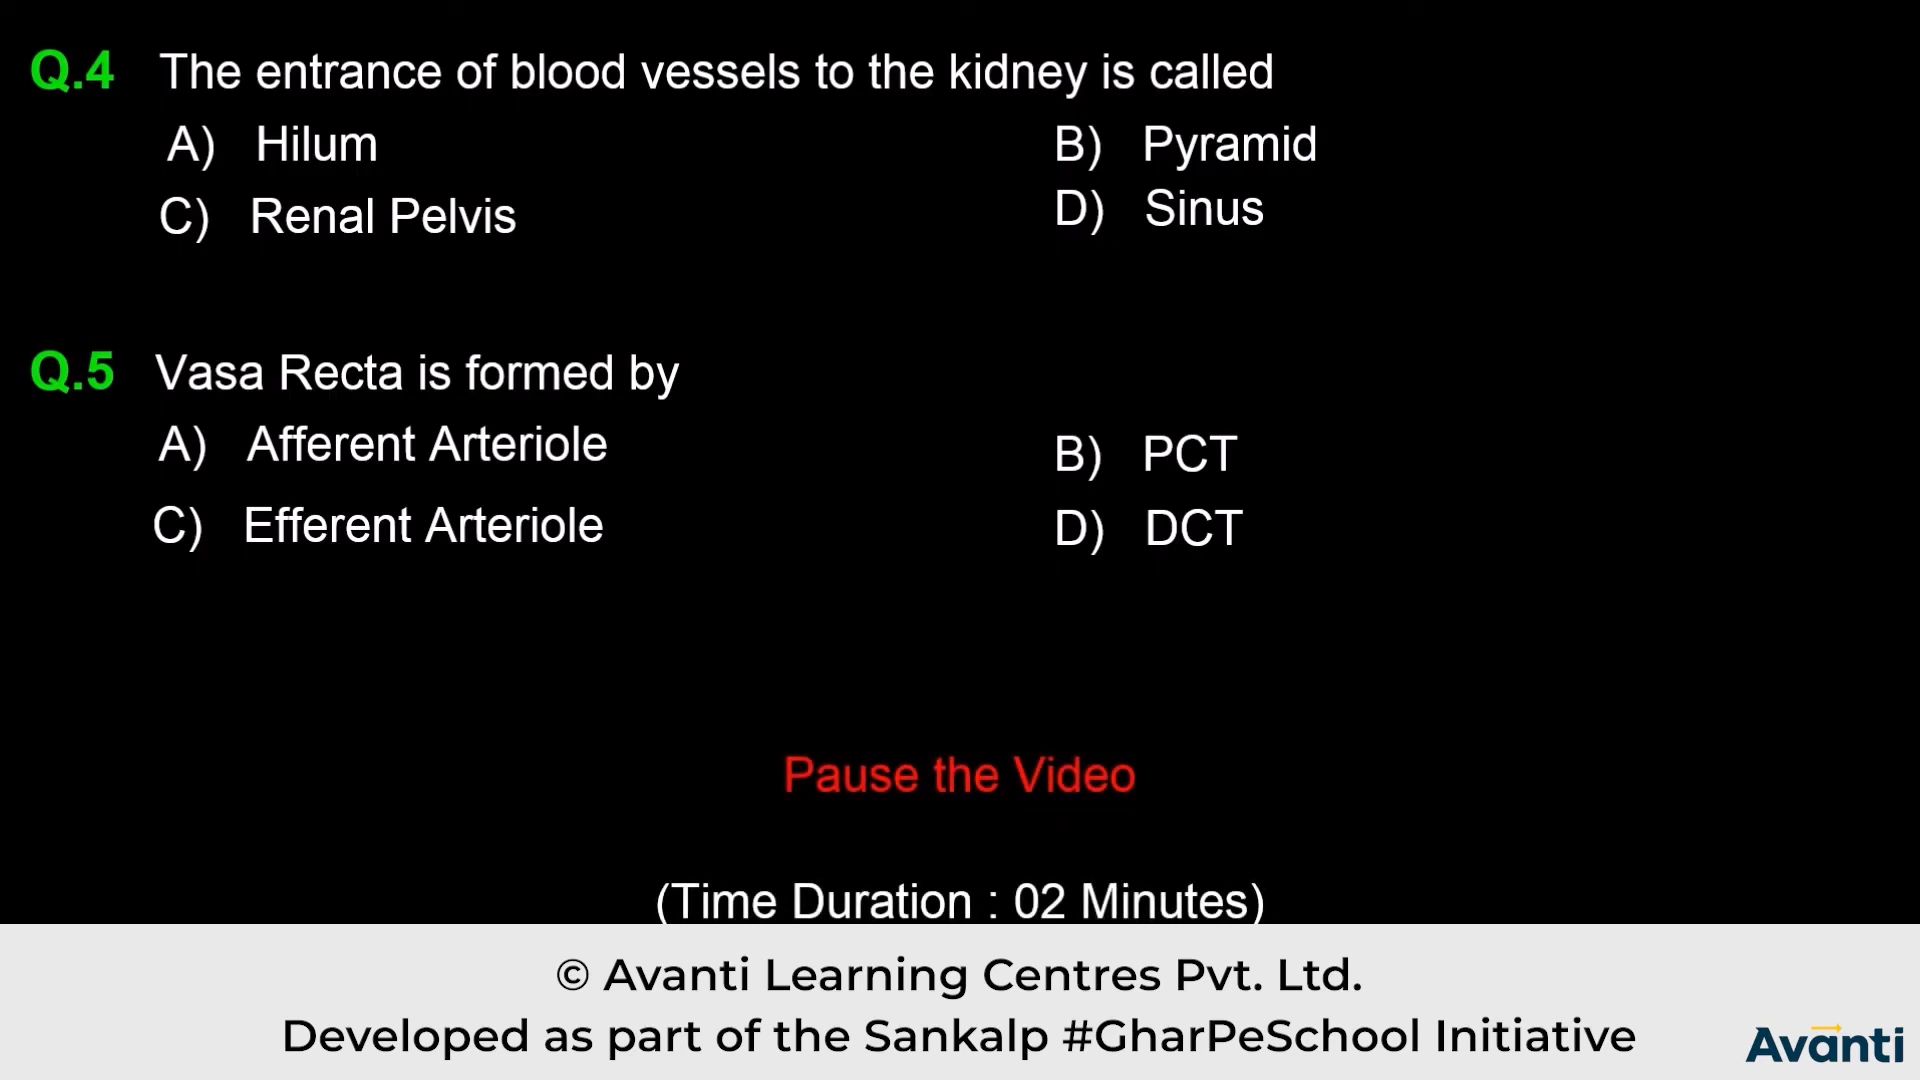 Q.4 The entrance of blood vessels to the kidney is called
A) Hilum B) Pyramid
C) Renal Pelvis D) Sinus
Q.5 Vasa Recta is formed by
A) Afferent Arteriole B) PCT
C) Efferent Arteriole D) DCT
Pause the Video
(Time Duration : 02 Minutes)
© Avanti Learning Centres Pvt. Ltd.
Developed as part of the Sankalp #GharPeSchool Initiative
Avanti